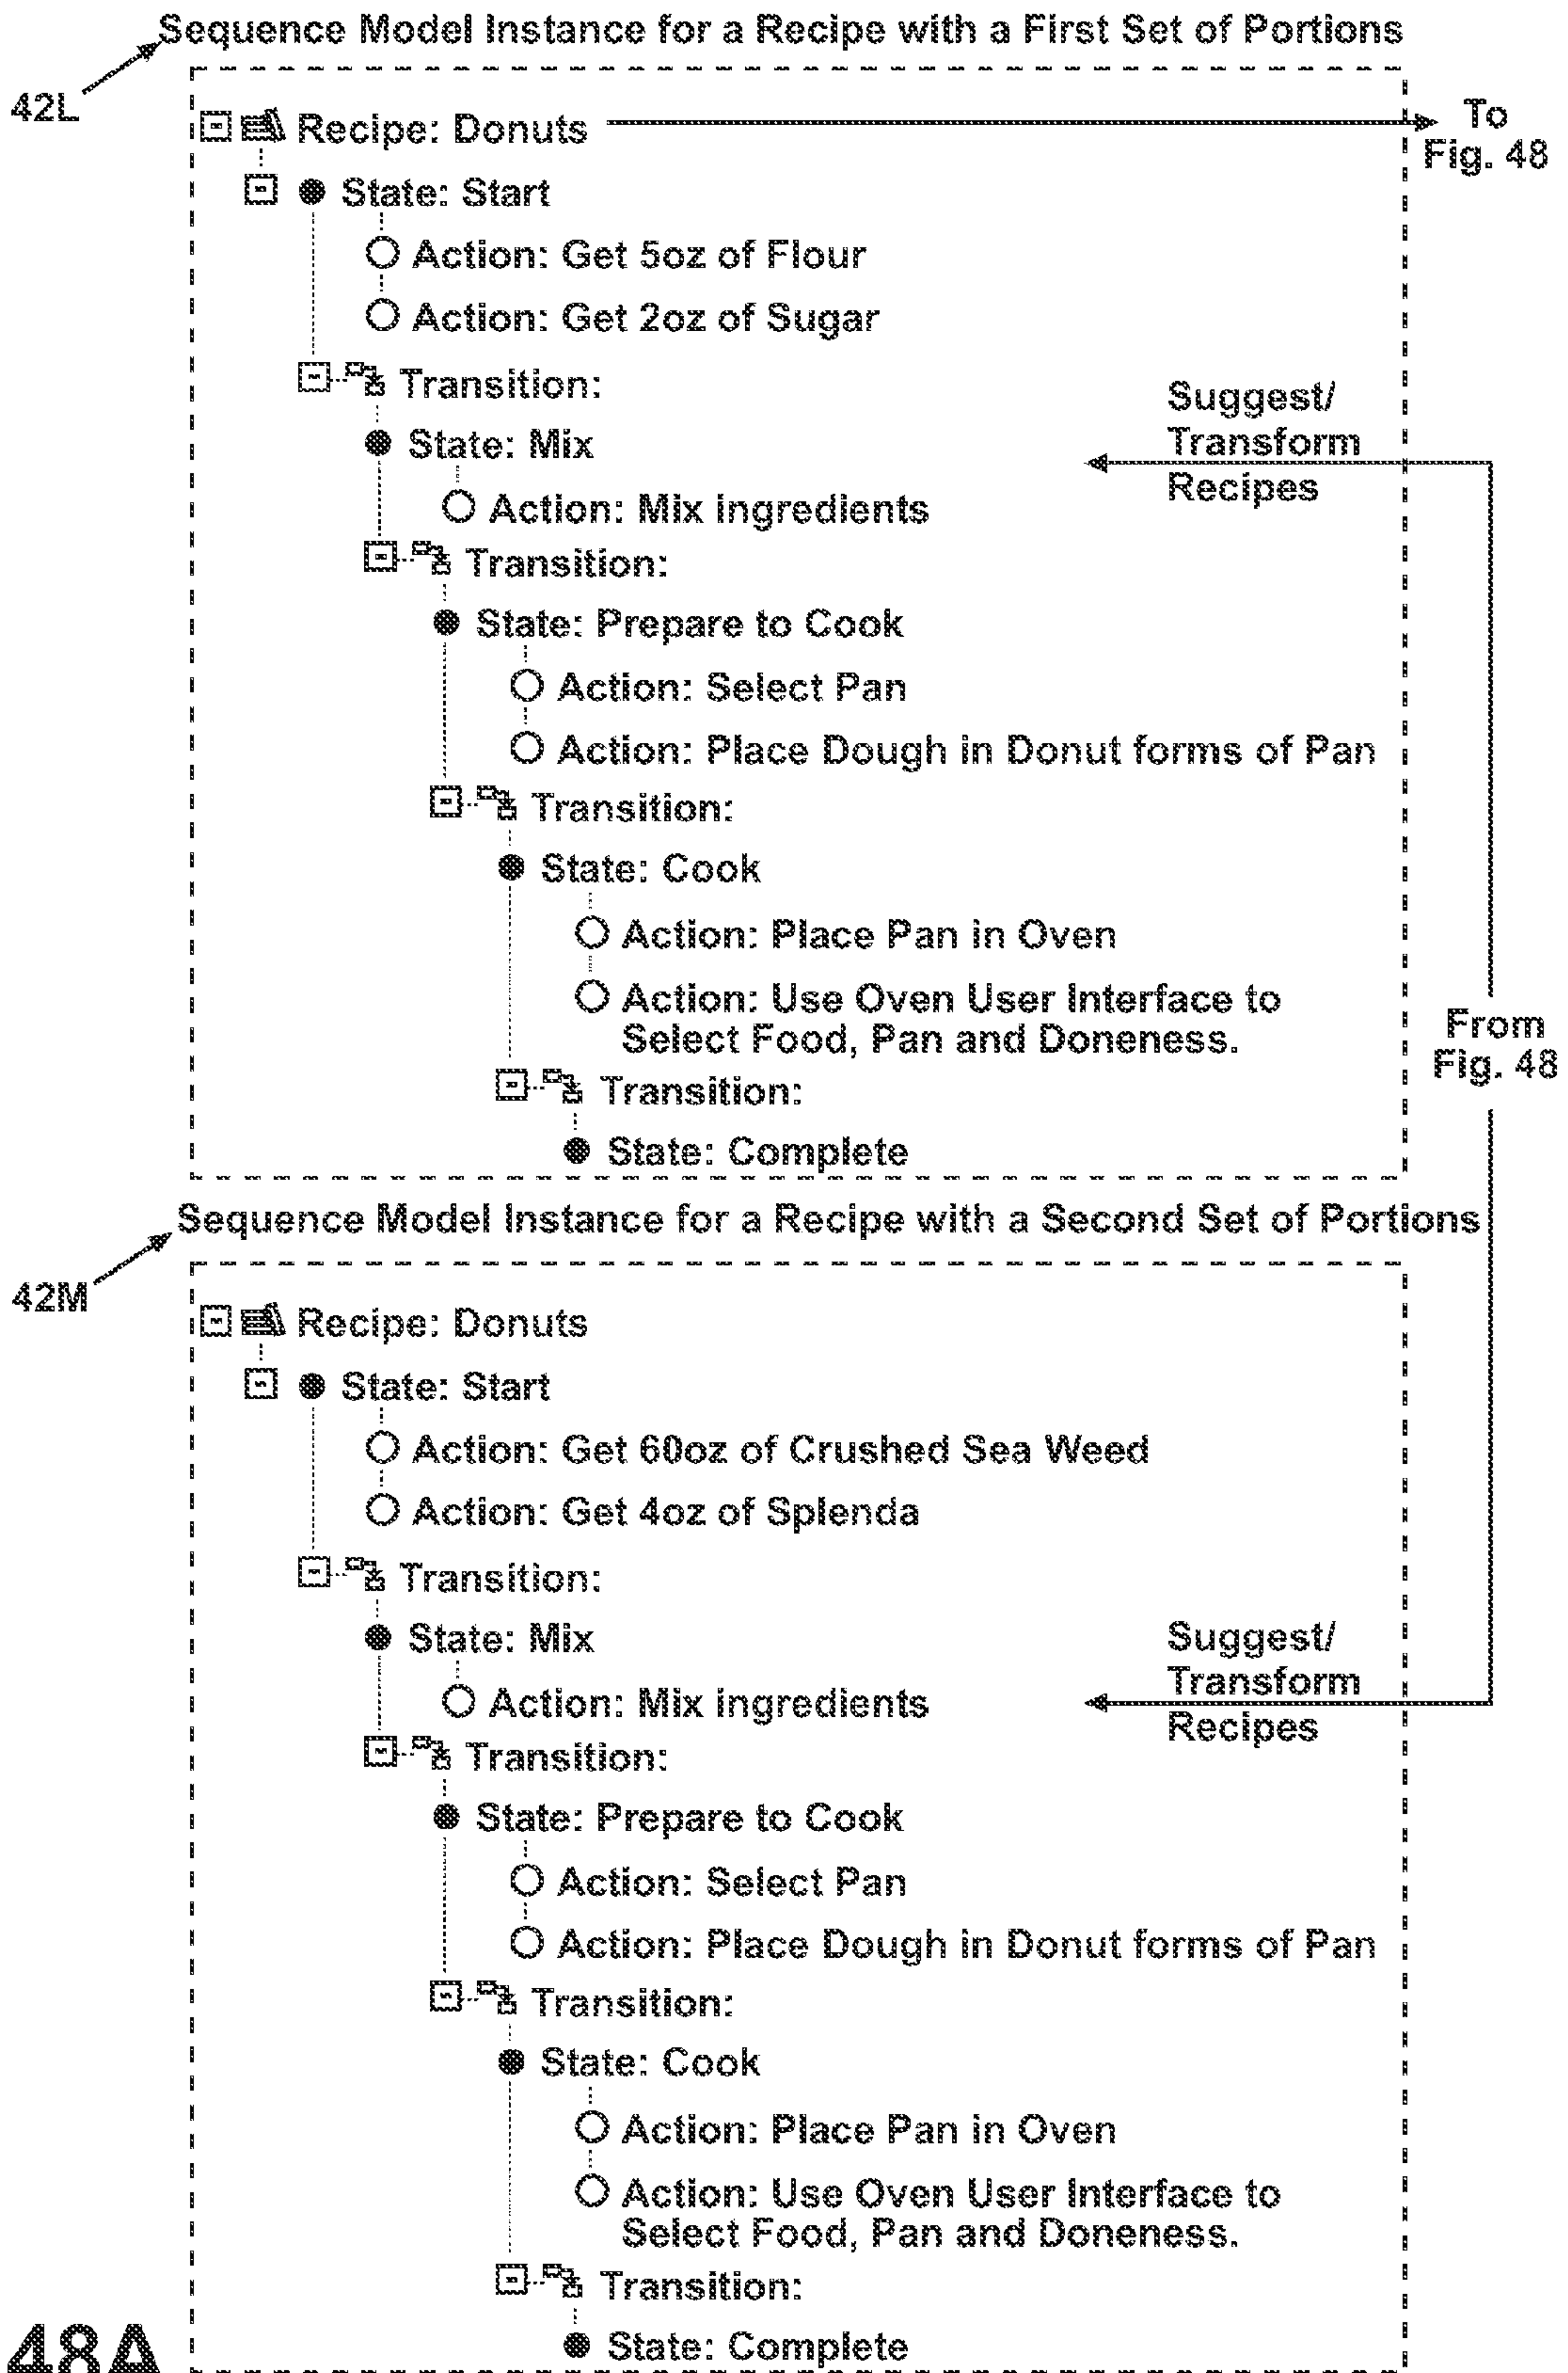 Sequence Model Instance for a Recipe with a First Set of Portions
42L
Recipe: Donuts
To
Fig. 48
State: Start
Action: Get 5oz of Flour
Action: Get 2oz of Sugar
Transition:
Suggest/
Transform
Recipes
State: Mix
Action: Mix ingredients
Transition:
State: Prepare to Cook
Action: Select Pan
Action: Place Dough in Donut forms of Pan
Transition:
State: Cook
Action: Place Pan in Oven
Action: Use Oven User Interface to
Select Food, Pan and Doneness.
From
Fig. 48
Transition:
State: Complete
Sequence Model Instance for a Recipe with a Second Set of Portions
42M
Recipe: Donuts
State: Start
Action: Get 60oz of Crushed Sea Weed
Action: Get 4oz of Splenda
Transition:
State: Mix
Suggest/
Transform
Recipes
Action: Mix ingredients
Transition:
State: Prepare to Cook
Action: Select Pan
Action: Place Dough in Donut forms of Pan
Transition:
State: Cook
Action: Place Pan in Oven
Action: Use Oven User Interface to
Select Food, Pan and Doneness.
Transition:
State: Complete
48A